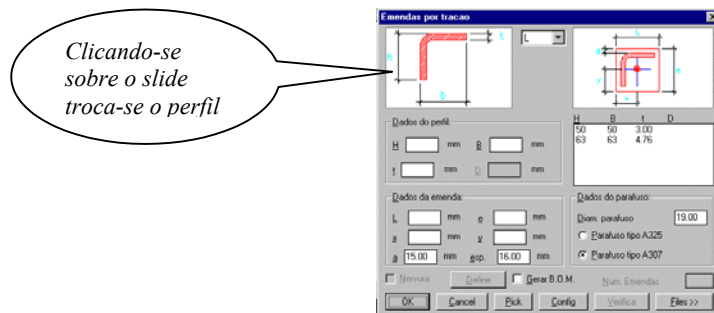 Clicando-se
sobre o slide
troca-se o perfil
Emendas por tracao
t
h
b
L
L
a
e
y
x
Dados do perfil:
H mm B mm
t mm D mm
H B t D
50 50 3.00
63 63 4.76
Dados da emenda:
L mm e mm
x mm y mm
a 15.00 mm esp. 16.00 mm
Dados do parafuso:
Diam. parafuso 19.00
Parafuso tipo A325
Parafuso tipo A307
Nervura Define Gerar B.O.M. Num. Emendas
OK Cancel Pick Config Verifica Files >>